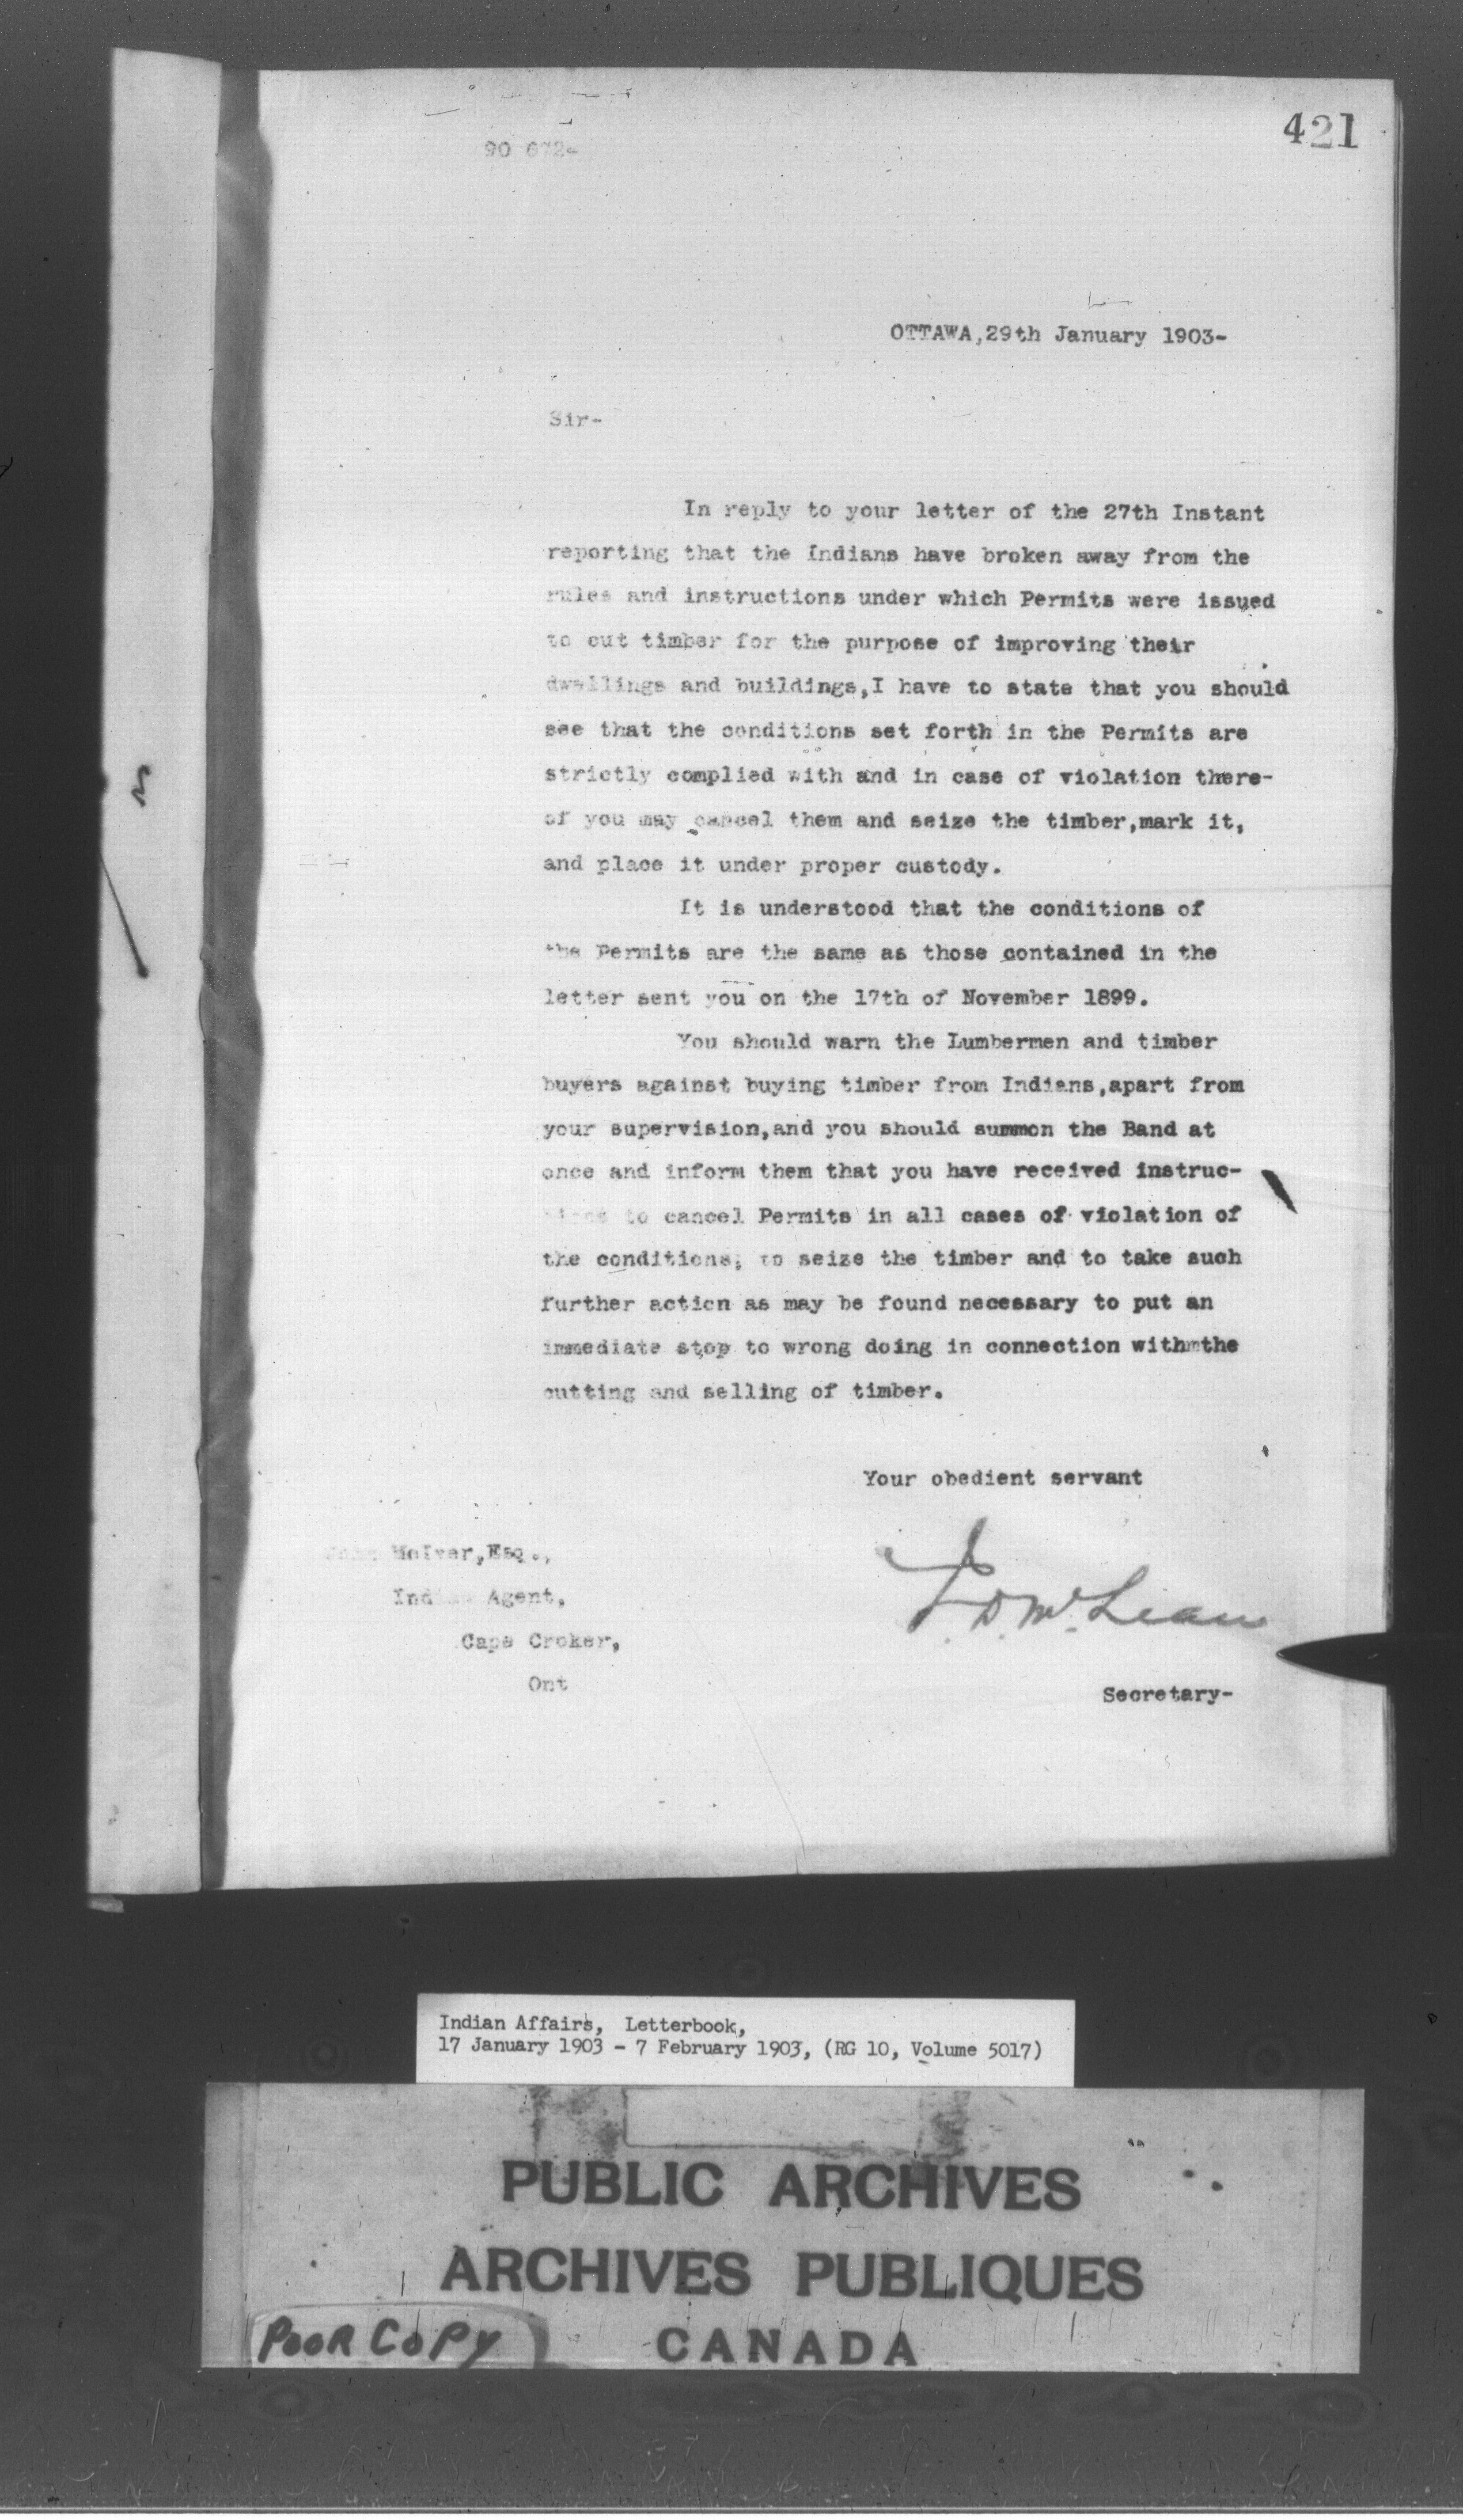 421
90 672-
OTTAWA,29th January 1903-
Sir-
In reply to your letter of the 27th Instant
reporting that the Indians have broken away from the
rules and instructions under which Permits were issued
to cut timber for the purpose of improving their
dwellings and buildings,I have to state that you should
see that the conditions set forth in the Permits are
strictly complied with and in case of violation there-
of you may cancel them and seize the timber,mark it,
and place it under proper custody.
It is understood that the conditions of
the Permits are the same as those contained in the
letter sent you on the 17th of November 1899.
You should warn the Lumbermen and timber
buyers against buying timber from Indians,apart from
your supervision,and you should summon the Band at
once and inform them that you have received instruc-
tions to cancel Permits in all cases of violation of
the conditions; to seize the timber and to take such
further action as may be found necessary to put an
immediate stop to wrong doing in connection withmthe
cutting and selling of timber.
Your obedient servant
McIver,Esq.,
Indian Agent,
Cape Croker,
Ont
J. D. McLean
Secretary-
Indian Affairs, Letterbook,
17 January 1903 - 7 February 1903, (RG 10, Volume 5017)
PUBLIC ARCHIVES
ARCHIVES PUBLIQUES
CANADA
POOR COPY